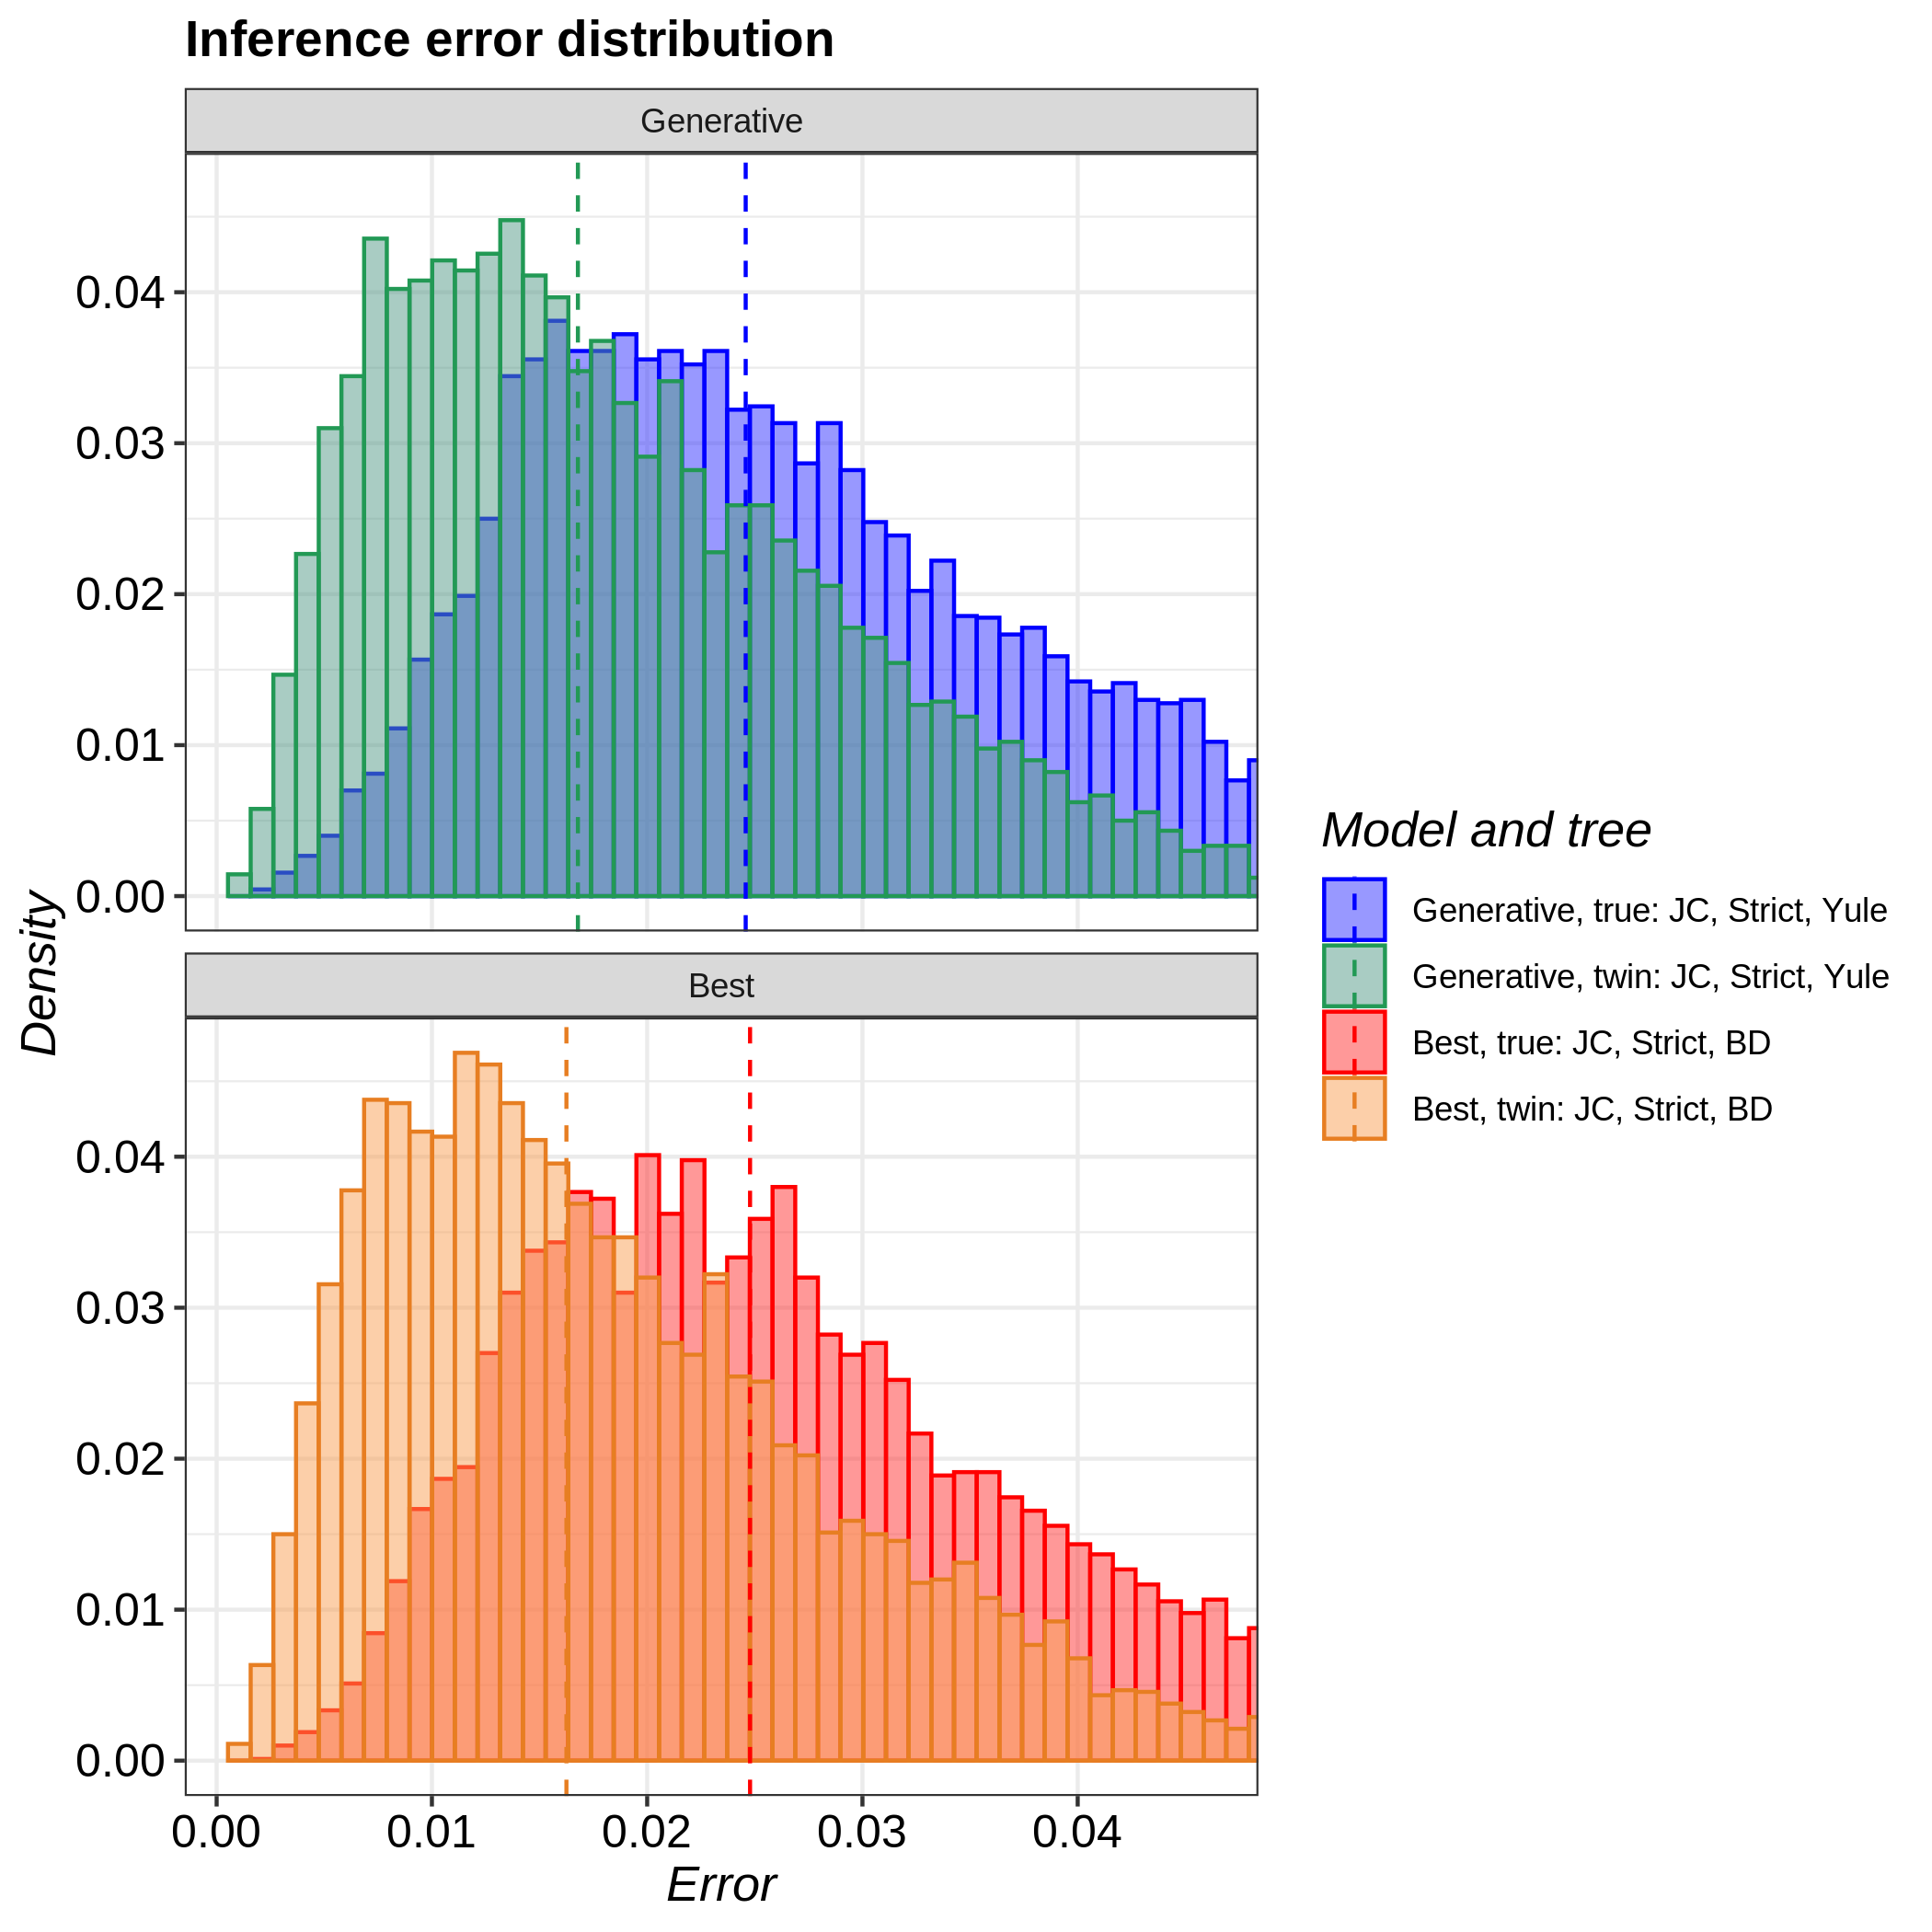 Inference error distribution
Generative
0.04
0.03
0.02
0.01
0.00
Density
Best
0.04
0.03
0.02
0.01
0.00
0.00 0.01 0.02 0.03 0.04
Error
Model and tree
Generative, true: JC, Strict, Yule
Generative, twin: JC, Strict, Yule
Best, true: JC, Strict, BD
Best, twin: JC, Strict, BD